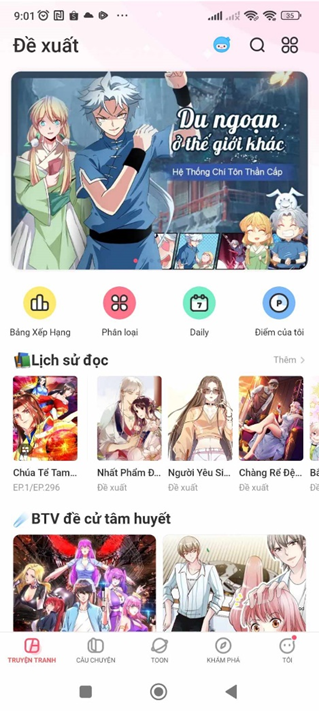 9:01
35
Đề xuất
Du ngoạn
ở thế giới khác
Hệ Thống Chí Tôn Thần Cấp
7
P
Bảng Xếp Hạng
Phân loại
Daily
Điểm của tôi
Lịch sử đọc
Thêm
Chúa Tể Tam...
Nhất Phẩm Đ...
Người Yêu Si...
Chàng Rể Đệ...
EP.1/EP.296
Đề xuất
Đề xuất
Đề xuất
BTV đề cử tâm huyết
TRUYỆN TRANH
CÂU CHUYỆN
TOON
KHÁM PHÁ
TÔI